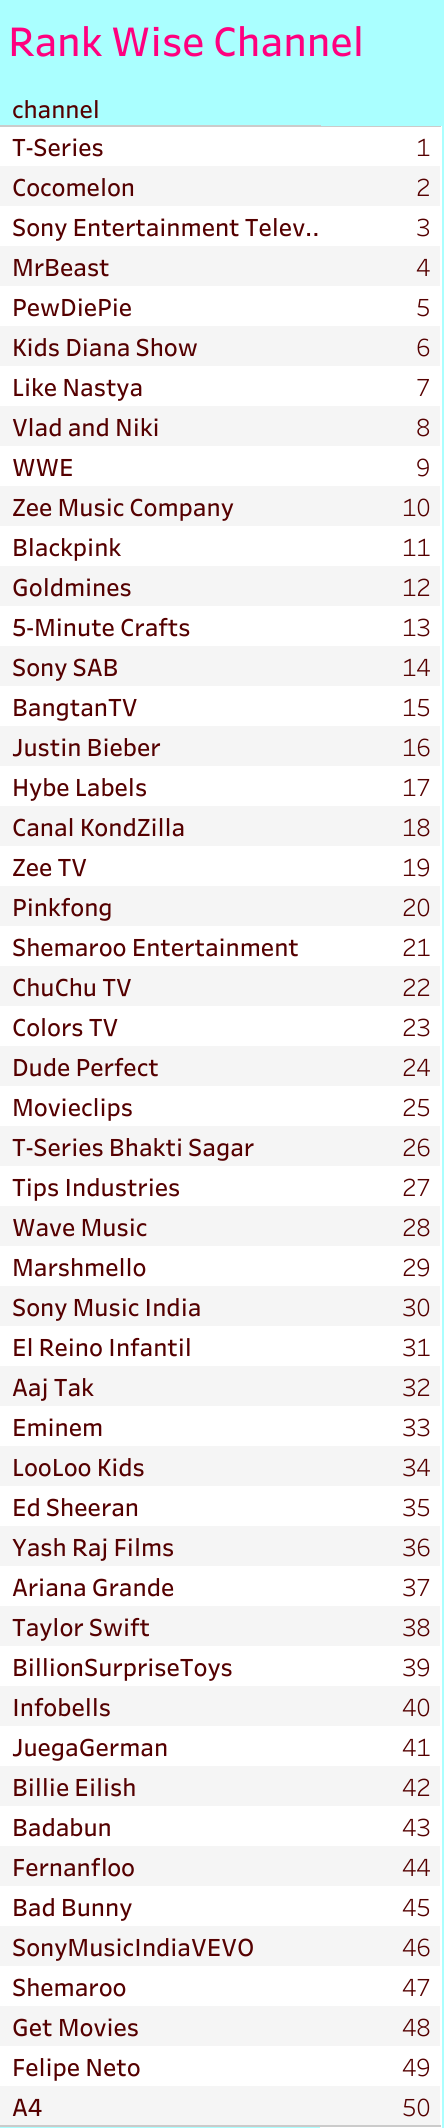 Rank Wise Channel
channel
T-Series 1
Cocomelon 2
Sony Entertainment Telev.. 3
MrBeast 4
PewDiePie 5
Kids Diana Show 6
Like Nastya 7
Vlad and Niki 8
WWE 9
Zee Music Company 10
Blackpink 11
Goldmines 12
5-Minute Crafts 13
Sony SAB 14
BangtanTV 15
Justin Bieber 16
Hybe Labels 17
Canal KondZilla 18
Zee TV 19
Pinkfong 20
Shemaroo Entertainment 21
ChuChu TV 22
Colors TV 23
Dude Perfect 24
Movieclips 25
T-Series Bhakti Sagar 26
Tips Industries 27
Wave Music 28
Marshmello 29
Sony Music India 30
El Reino Infantil 31
Aaj Tak 32
Eminem 33
LooLoo Kids 34
Ed Sheeran 35
Yash Raj Films 36
Ariana Grande 37
Taylor Swift 38
BillionSurpriseToys 39
Infobells 40
JuegaGerman 41
Billie Eilish 42
Badabun 43
Fernanfloo 44
Bad Bunny 45
SonyMusicIndiaVEVO 46
Shemaroo 47
Get Movies 48
Felipe Neto 49
A4 50